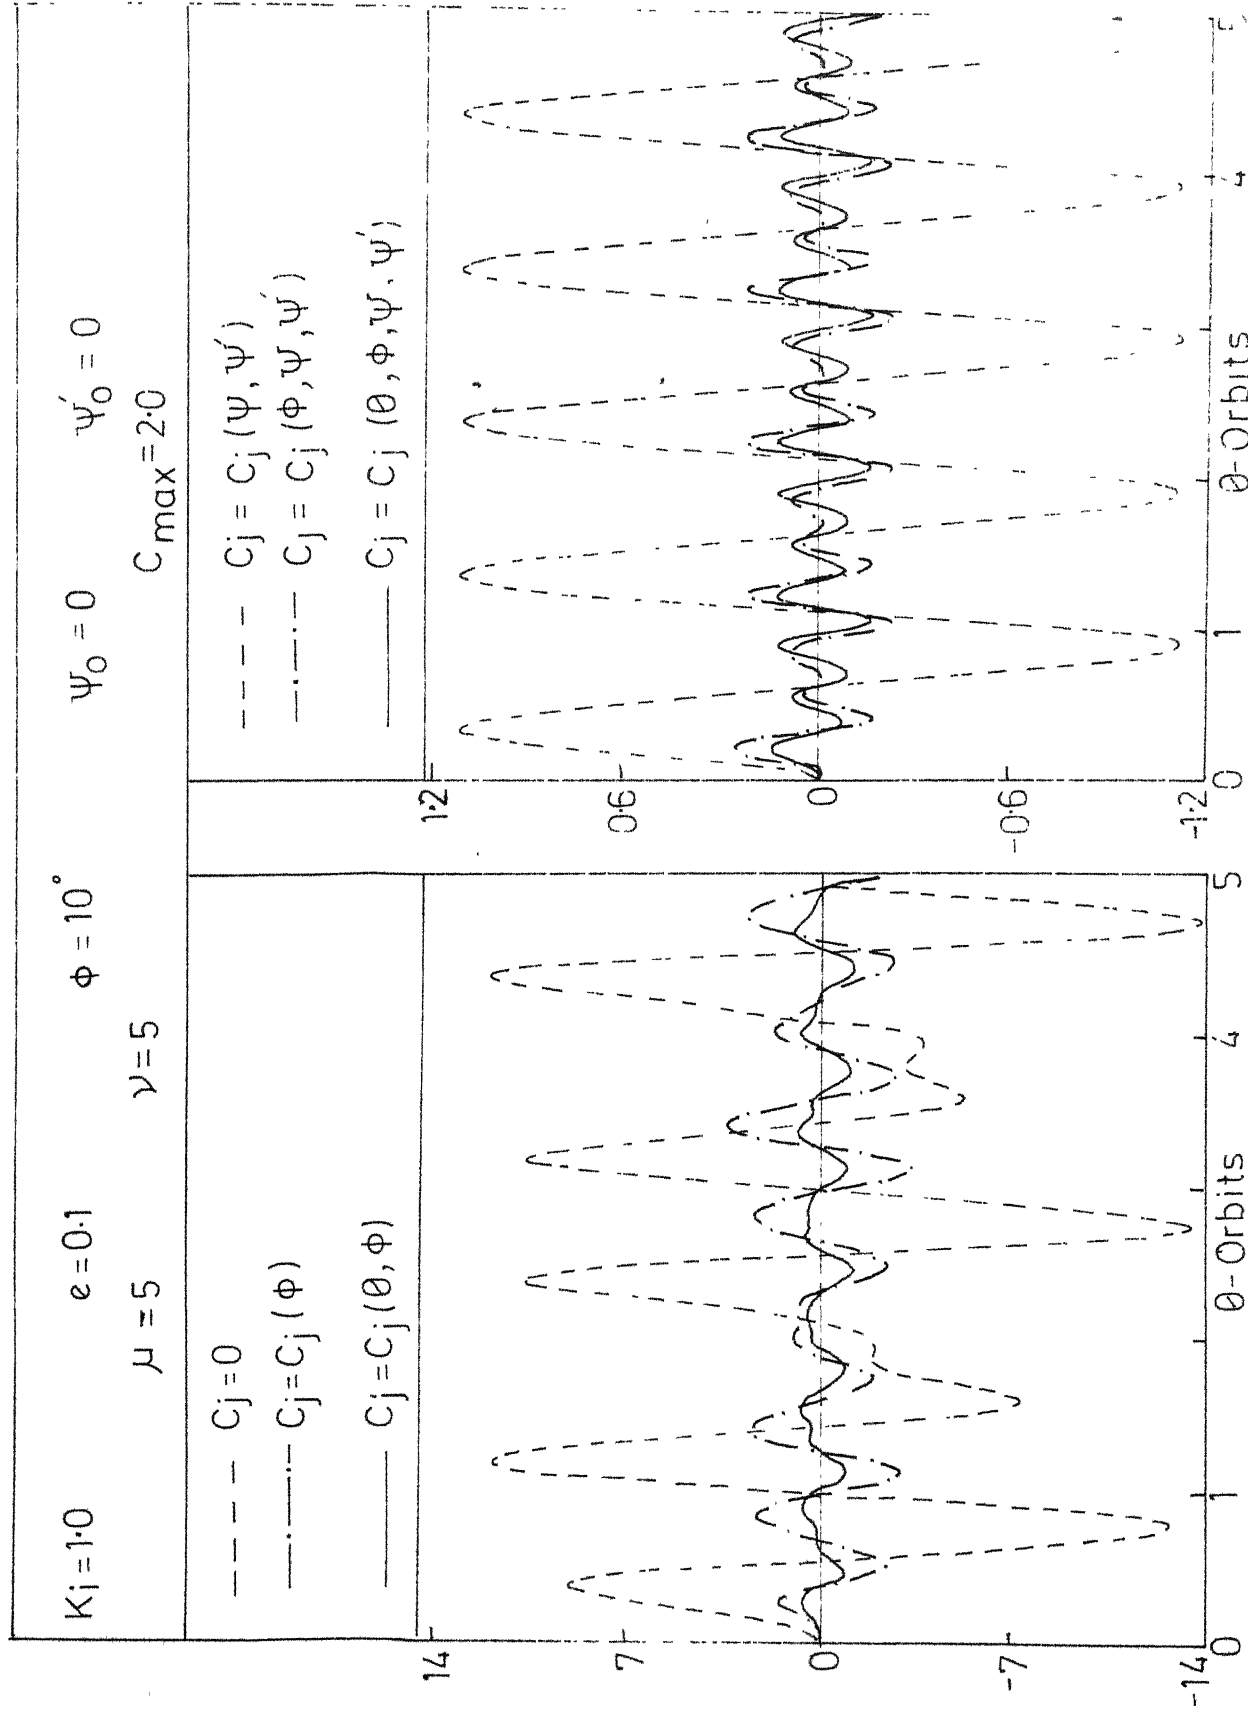 Ki=1·0 e=0·1 ϕ=10° ψ₀=0 ψ́₀=0
μ=5 ν=5 Cmax=2·0
Cj=0
Cj=Cj(ϕ)
Cj=Cj(θ,ϕ)
14
7
0
-7
-14
0 1 4 5
θ-Orbits
Cj=Cj(ψ,ψ́)
Cj=Cj(ϕ,ψ,ψ́)
Cj=Cj(θ,ϕ,ψ,ψ́)
1·2
0·6
0
-0·6
-1·2
0 1 4 5
θ-Orbits